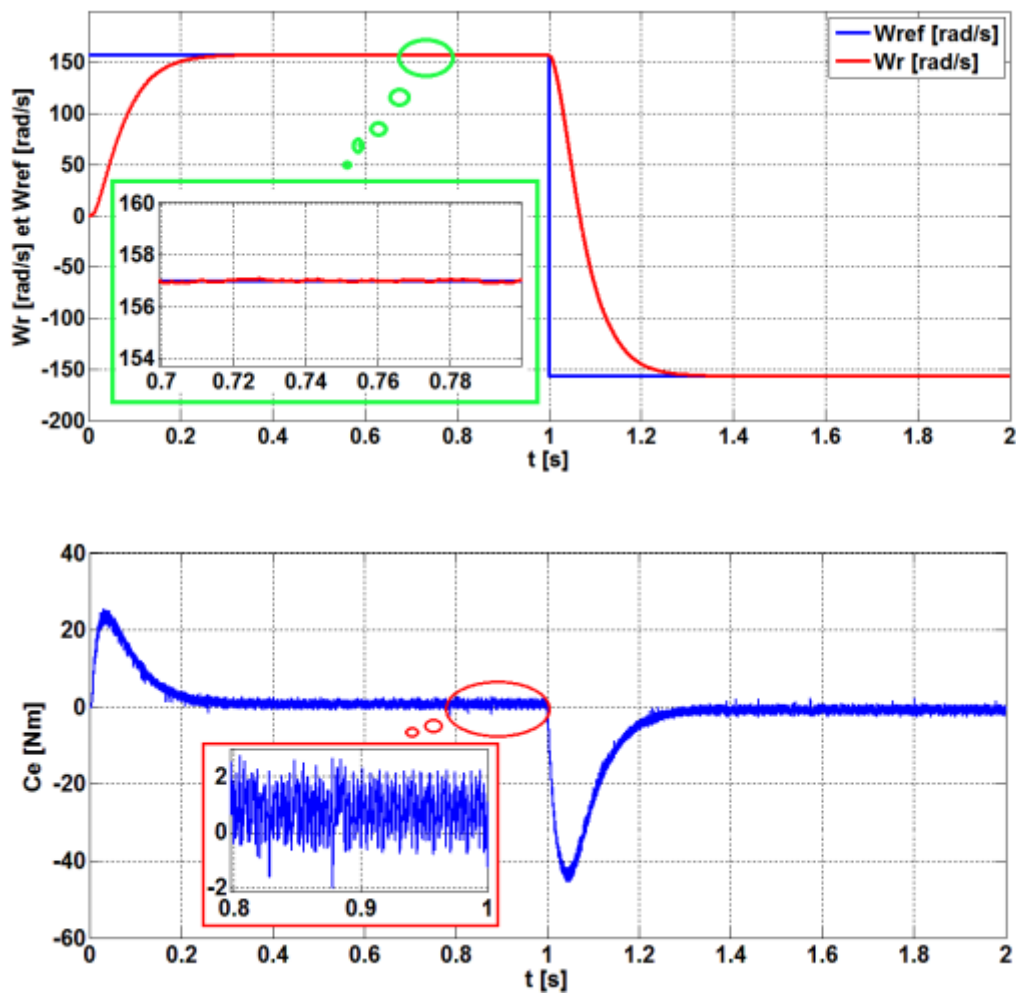 Wref [rad/s]
Wr [rad/s]
Wr [rad/s] et Wref [rad/s]
150
100
50
0
-50
-100
-150
-200
160
158
156
154
0.7 0.72 0.74 0.76 0.78
0 0.2 0.4 0.6 0.8 1 1.2 1.4 1.6 1.8 2
t [s]
Ce [Nm]
40
20
0
-20
-40
-60
2
0
-2
0.8 0.9 1
0 0.2 0.4 0.6 0.8 1 1.2 1.4 1.6 1.8 2
t [s]